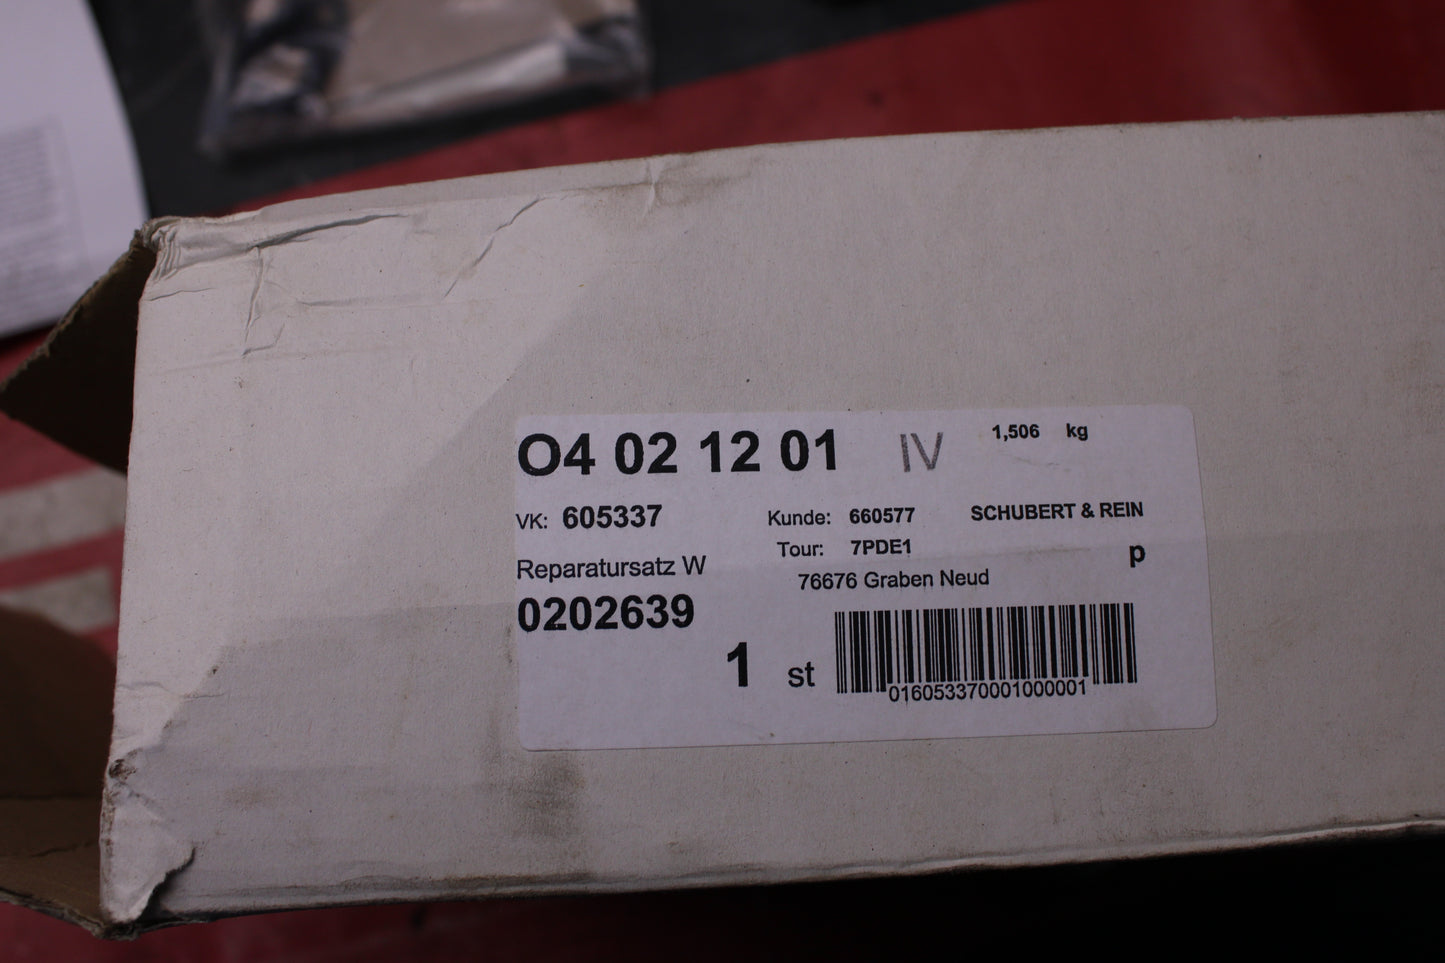 O4 02 12 01 IV 1,506 kg
VK: 605337 Kunde: 660577 SCHUBERT & REIN
Tour: 7PDE1 p
Reparatursatz W 76676 Graben Neud
0202639
1 st
016053370001000001